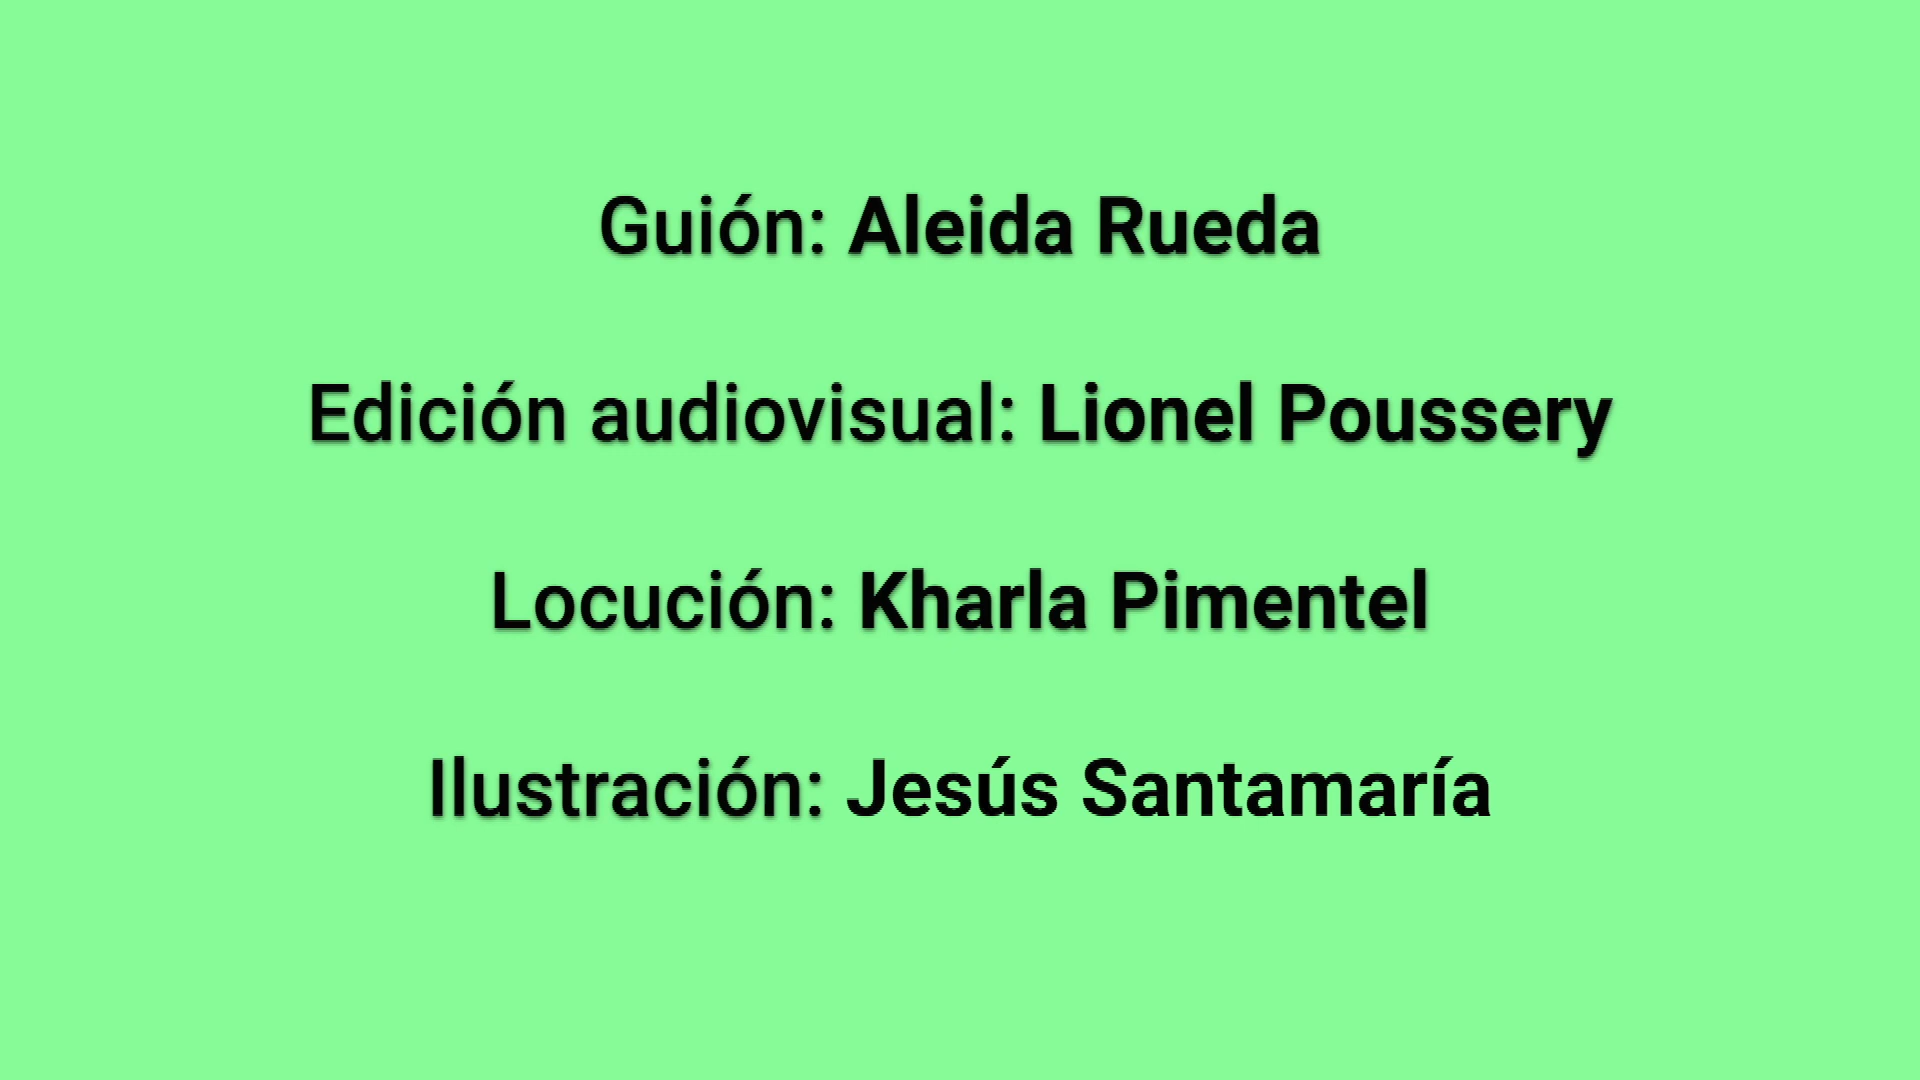 Guión: Aleida Rueda
Edición audiovisual: Lionel Poussery
Locución: Kharla Pimentel
Ilustración: Jesús Santamaría